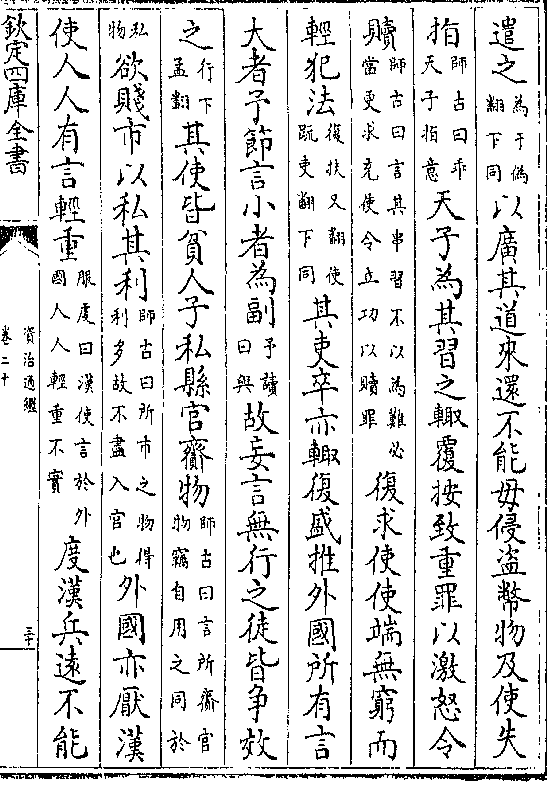 遣之為于偽翻下同以廣其道來還不能毋侵盜幣物及使失
指師古曰乖天子指意天子為其習之輙覆按致重罪以激怒令
贖師古曰言其串習不以為難必當更求充使令立功以贖罪復求使使端無窮而
輕犯法復扶又翻使疏吏翻下同其吏卒亦輙復盛推外國所有言
大者予節言小者為副予讀曰與故妄言無行之徒皆争效
之行下孟翻其使皆貧人子私縣官齎物師古曰言所齎官物竊自用之同於
私物欲賤市以私其利師古曰所市之物得利多故不盡入官也外國亦厭漢
使人人有言輕重服虔曰漢使言於外國人人輕重不實度漢兵遠不能
欽定四庫全書
資治通鑑
卷二十
三十